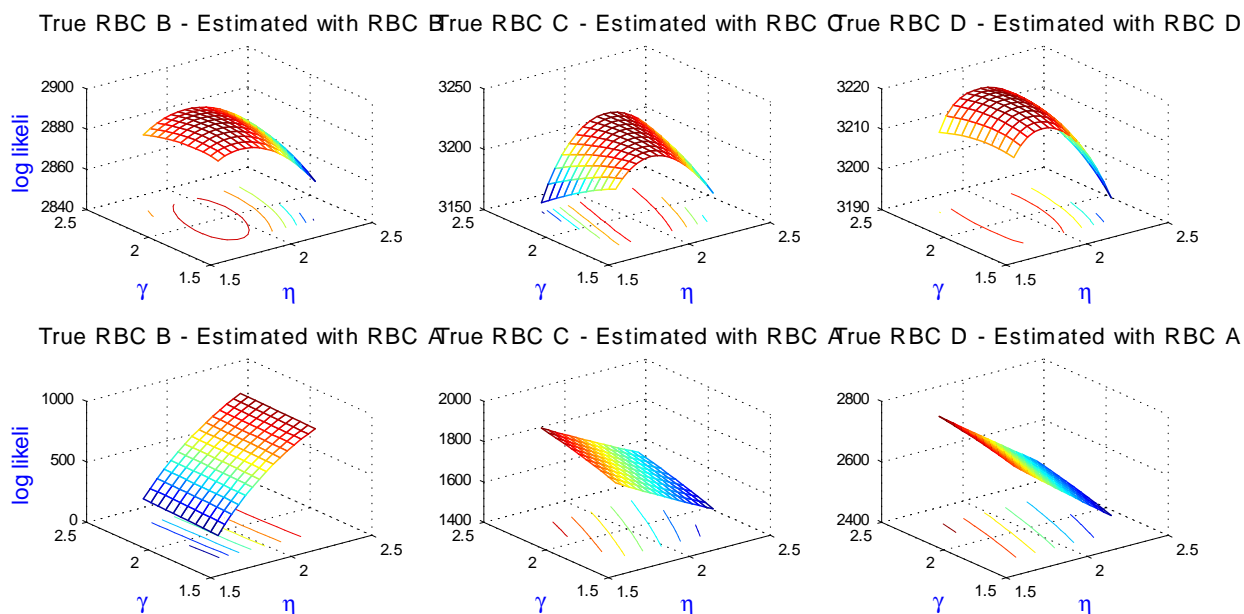 True RBC B - Estimated with RBC B
True RBC C - Estimated with RBC C
True RBC D - Estimated with RBC D
2900
2880
2860
2840
log likeli
2.5
2
1.5
γ
1.5
2
2.5
η
3250
3200
3150
2.5
2
1.5
γ
1.5
2
2.5
η
3220
3210
3200
3190
2.5
2
1.5
γ
1.5
2
2.5
η
True RBC B - Estimated with RBC A
True RBC C - Estimated with RBC A
True RBC D - Estimated with RBC A
1000
500
0
log likeli
2.5
2
1.5
γ
1.5
2
2.5
η
2000
1800
1600
1400
2.5
2
1.5
γ
1.5
2
2.5
η
2800
2600
2400
2.5
2
1.5
γ
1.5
2
2.5
η